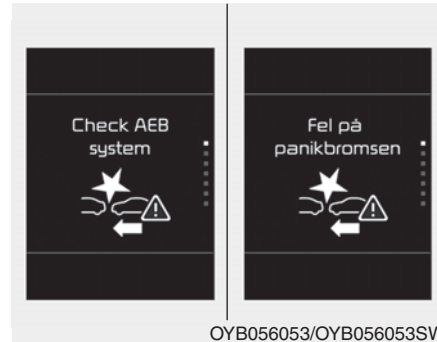 Check AEB
system
Fel på
panikbromsen
OYB056053/OYB056053SW